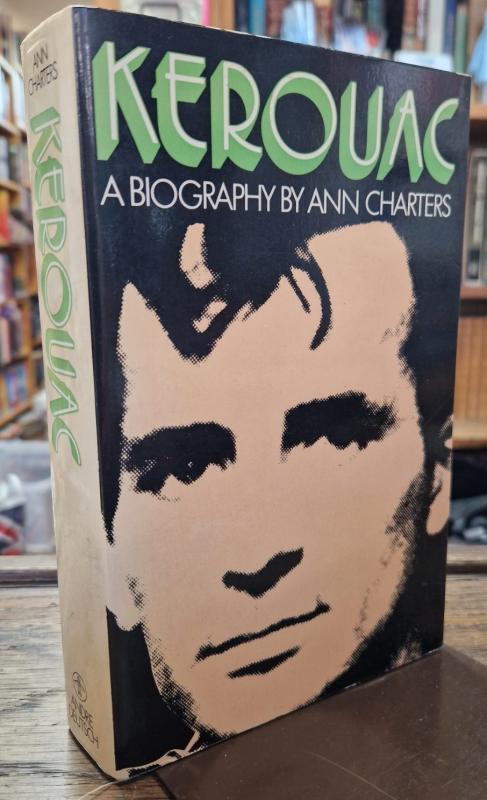 KEROUAC
A BIOGRAPHY BY ANN CHARTERS
ANN
CHARTERS
KEROUAC
ANDRE
DEUTSCH